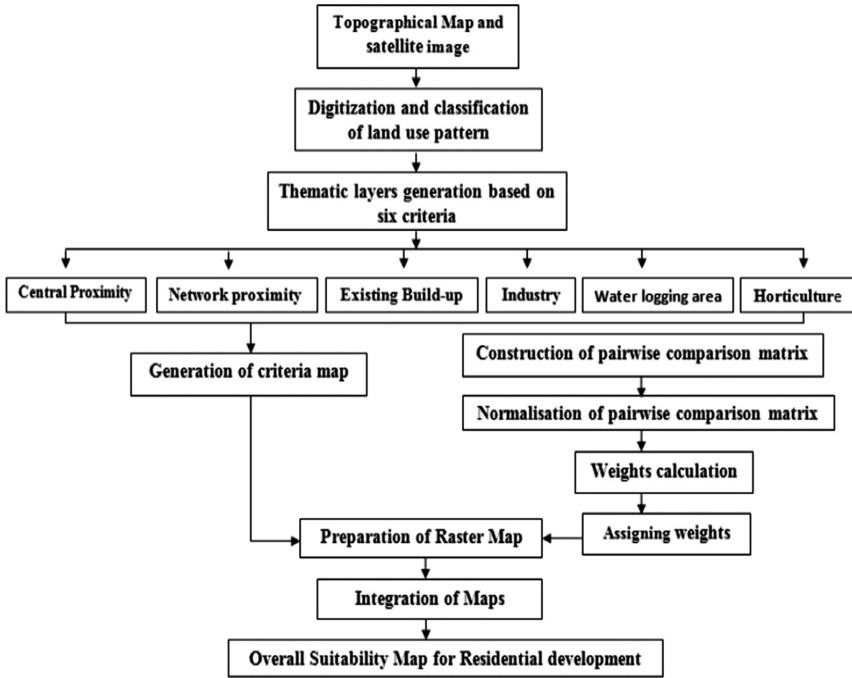 Topographical Map and
satellite image
Digitization and classification
of land use pattern
Thematic layers generation based on
six criteria
Central Proximity
Network proximity
Existing Build-up
Industry
Water logging area
Horticulture
Generation of criteria map
Construction of pairwise comparison matrix
Normalisation of pairwise comparison matrix
Weights calculation
Assigning weights
Preparation of Raster Map
Integration of Maps
Overall Suitability Map for Residential development